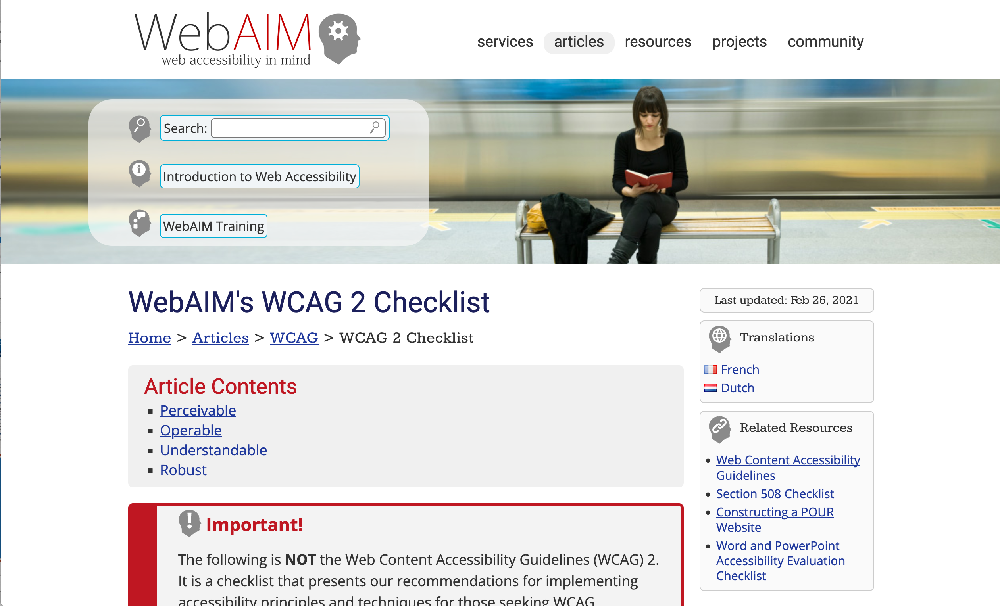 WebAIM
web accessibility in mind
services articles resources projects community
Search:
Introduction to Web Accessibility
WebAIM Training
WebAIM's WCAG 2 Checklist
Home > Articles > WCAG > WCAG 2 Checklist
Article Contents
Perceivable
Operable
Understandable
Robust
Important!
The following is NOT the Web Content Accessibility Guidelines (WCAG) 2.
It is a checklist that presents our recommendations for implementing
accessibility principles and techniques for those seeking WCAG
Last updated: Feb 26, 2021
Translations
French
Dutch
Related Resources
Web Content Accessibility
Guidelines
Section 508 Checklist
Constructing a POUR
Website
Word and PowerPoint
Accessibility Evaluation
Checklist